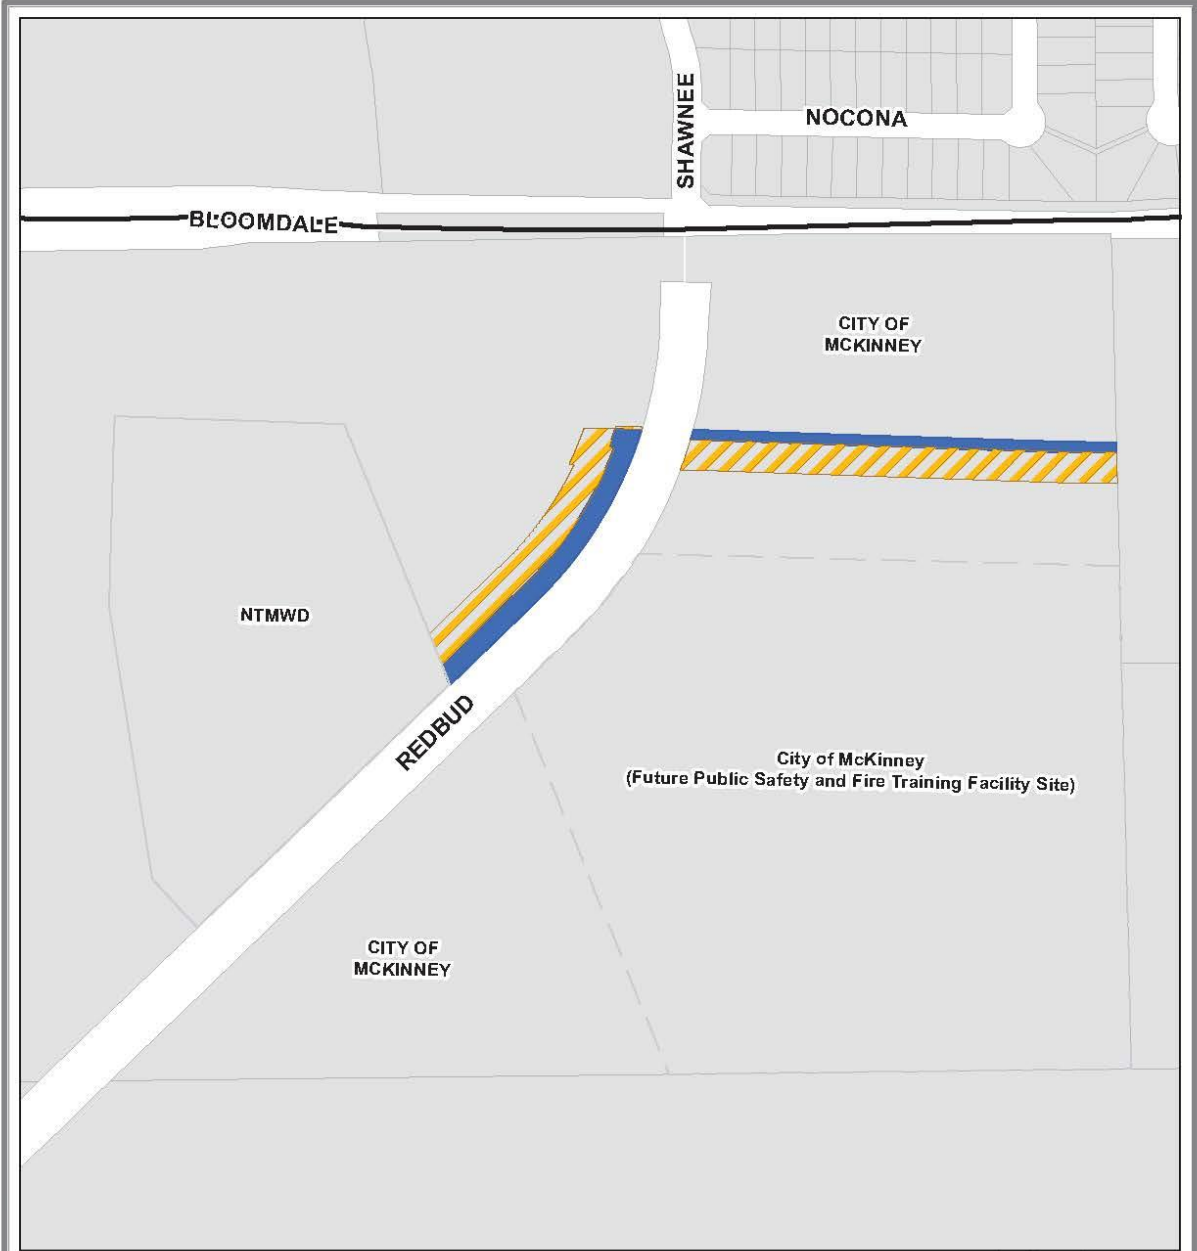 SHAWNEE
NOCONA
BLOOMDALE
CITY OF
MCKINNEY
NTMWD
REDBUD
City of McKinney
(Future Public Safety and Fire Training Facility Site)
CITY OF
MCKINNEY